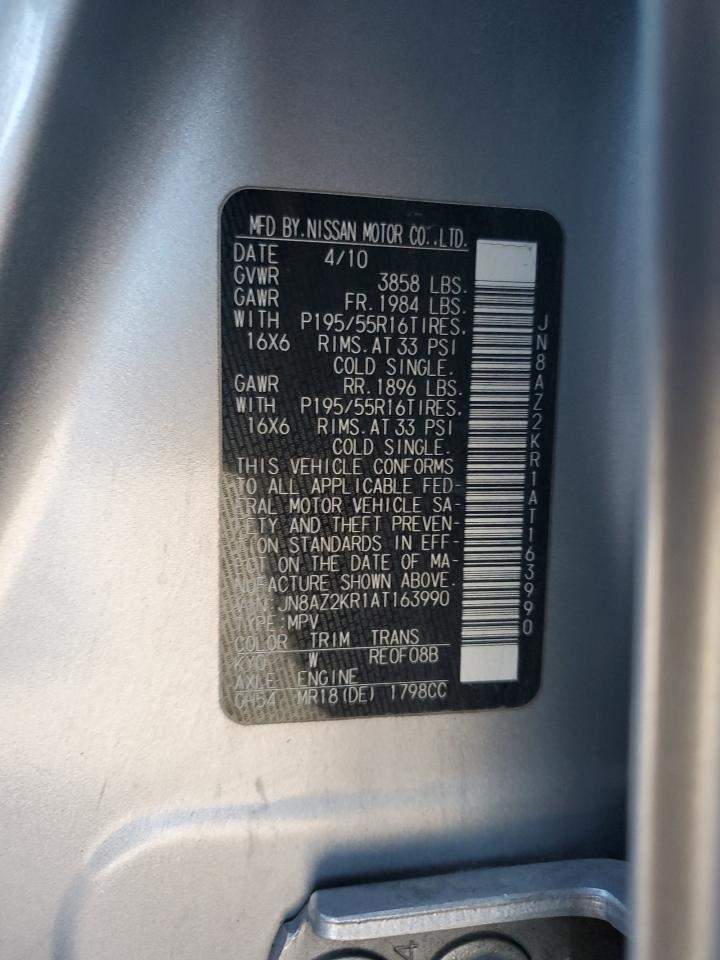 MFD BY. NISSAN MOTOR CO.,LTD.
DATE 4/10
GVWR 3858 LBS.
GAWR FR. 1984 LBS.
WITH P195/55R16TIRES,
16X6 RIMS. AT 33 PSI
COLD SINGLE.
GAWR RR. 1896 LBS.
WITH P195/55R16TIRES,
16X6 RIMS. AT 33 PSI
COLD SINGLE.
THIS VEHICLE CONFORMS
TO ALL APPLICABLE FED-
ERAL MOTOR VEHICLE SA-
FETY AND THEFT PREVEN-
TION STANDARDS IN EFF-
ECT ON THE DATE OF MA-
NUFACTURE SHOWN ABOVE.
VIN: JN8AZ2KR1AT163990
TYPE: MPV
COLOR TRIM TRANS
KY0 W RE0F08B
AXLE ENGINE
GH54 MR18(DE) 1798CC
JN8AZ2KR1AT163990
4